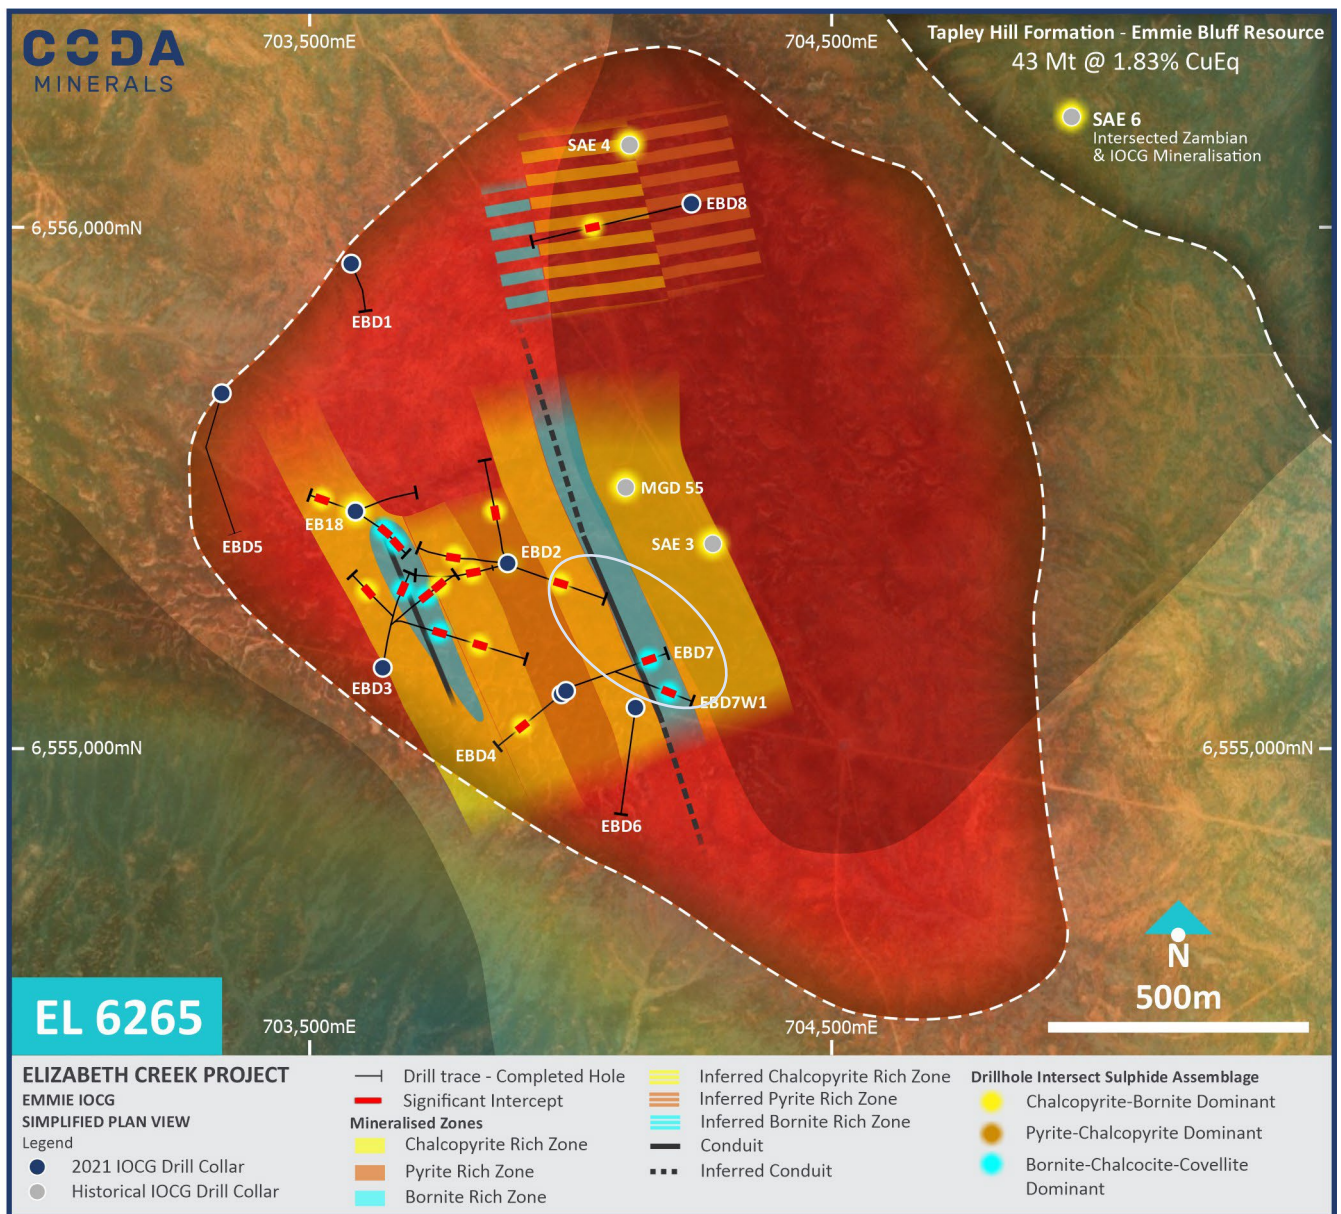 CODA
MINERALS
703,500mE
704,500mE
Tapley Hill Formation - Emmie Bluff Resource
43 Mt @ 1.83% CuEq
SAE 6
Intersected Zambian
& IOCG Mineralisation
SAE 4
EBD8
6,556,000mN
EBD1
MGD 55
EB18
SAE 3
EBD5
EBD2
EBD7
EBD3
EBD7W1
EBD4
6,555,000mN
6,555,000mN
EBD6
N
500m
EL 6265
703,500mE
704,500mE
ELIZABETH CREEK PROJECT
EMMIE IOCG
SIMPLIFIED PLAN VIEW
Legend
2021 IOCG Drill Collar
Historical IOCG Drill Collar
Drill trace - Completed Hole
Significant Intercept
Mineralised Zones
Chalcopyrite Rich Zone
Pyrite Rich Zone
Bornite Rich Zone
Inferred Chalcopyrite Rich Zone
Inferred Pyrite Rich Zone
Inferred Bornite Rich Zone
Conduit
Inferred Conduit
Drillhole Intersect Sulphide Assemblage
Chalcopyrite-Bornite Dominant
Pyrite-Chalcopyrite Dominant
Bornite-Chalcocite-Covellite
Dominant